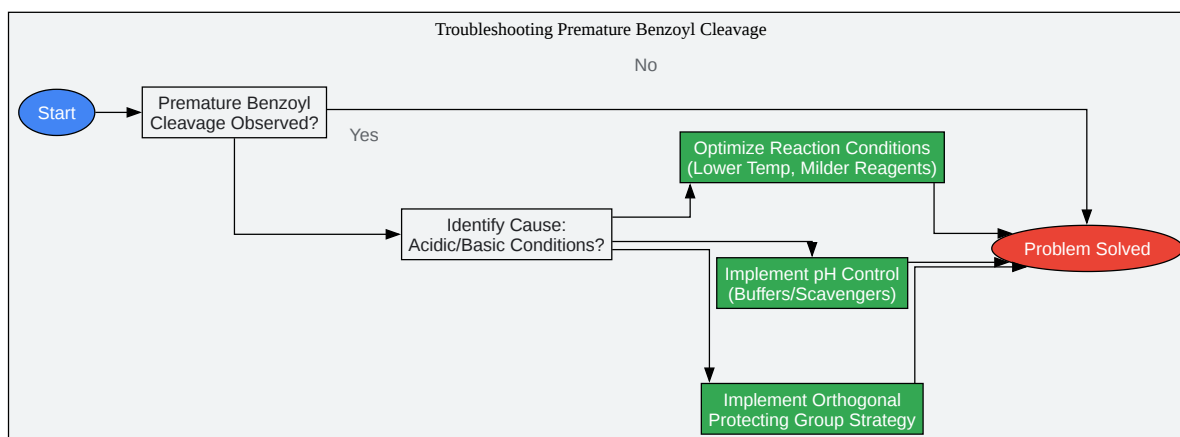 Troubleshooting Premature Benzoyl Cleavage
No
Start
Premature Benzoyl
Cleavage Observed?
Yes
Optimize Reaction Conditions
(Lower Temp, Milder Reagents)
Identify Cause:
Acidic/Basic Conditions?
Problem Solved
Implement pH Control
(Buffers/Scavengers)
Implement Orthogonal
Protecting Group Strategy